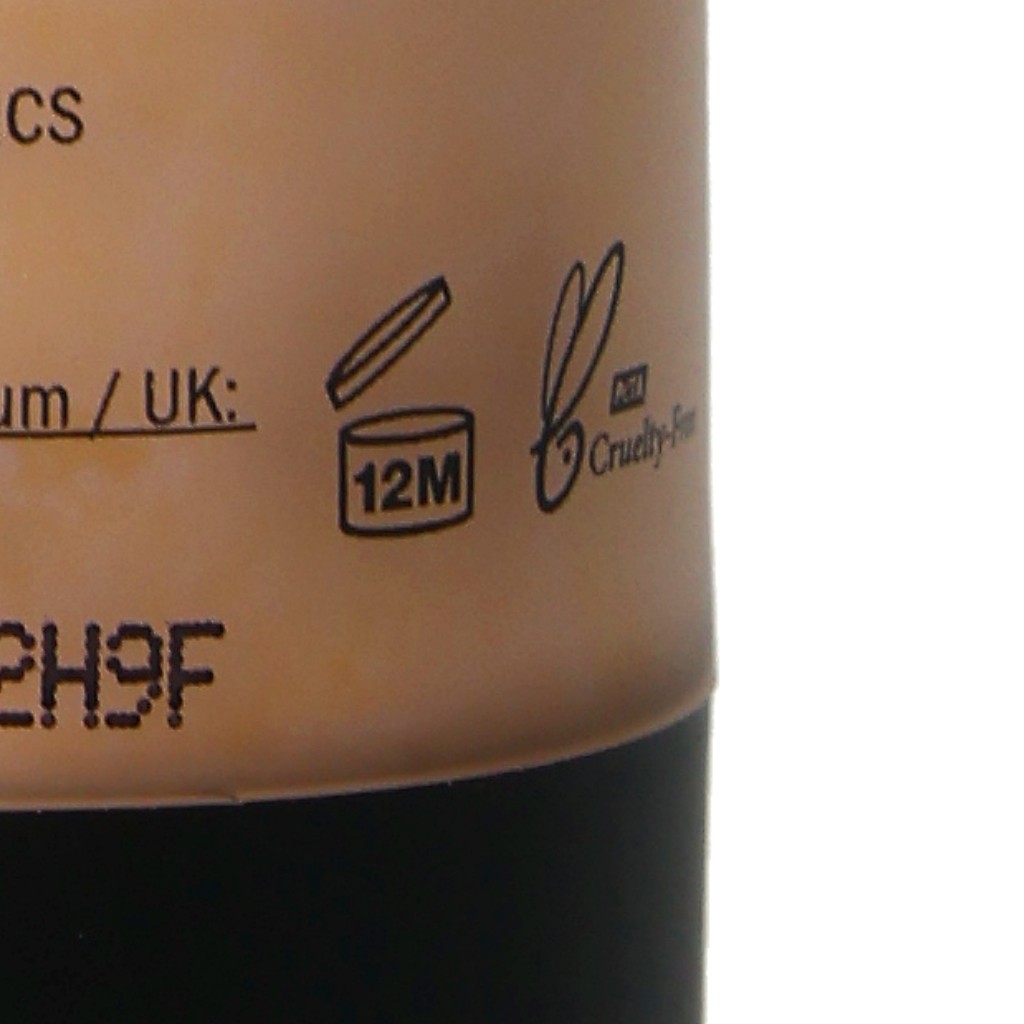 cs
um / UK:
12M
Cruelty-Free
2H9F